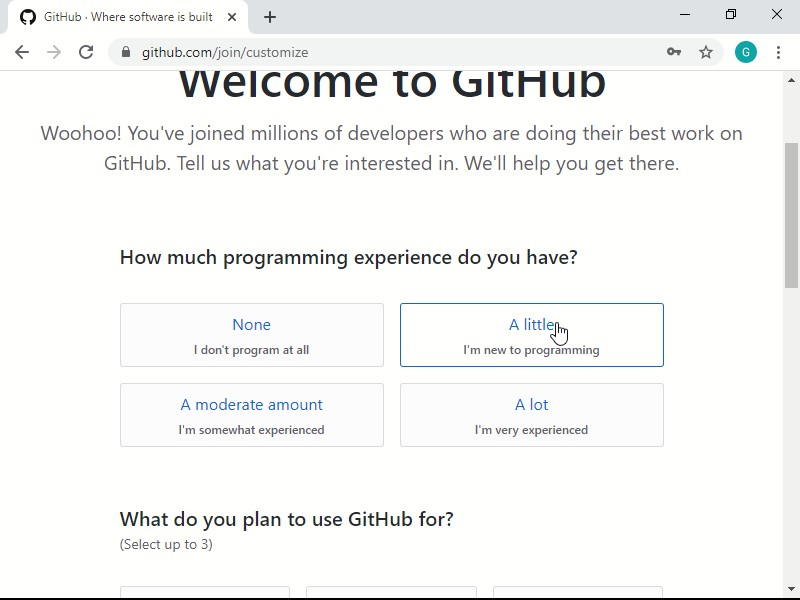 GitHub · Where software is built
github.com/join/customize
G
Welcome to GitHub
Woohoo! You've joined millions of developers who are doing their best work on
GitHub. Tell us what you're interested in. We'll help you get there.
How much programming experience do you have?
None
I don't program at all
A little
I'm new to programming
A moderate amount
I'm somewhat experienced
A lot
I'm very experienced
What do you plan to use GitHub for?
(Select up to 3)